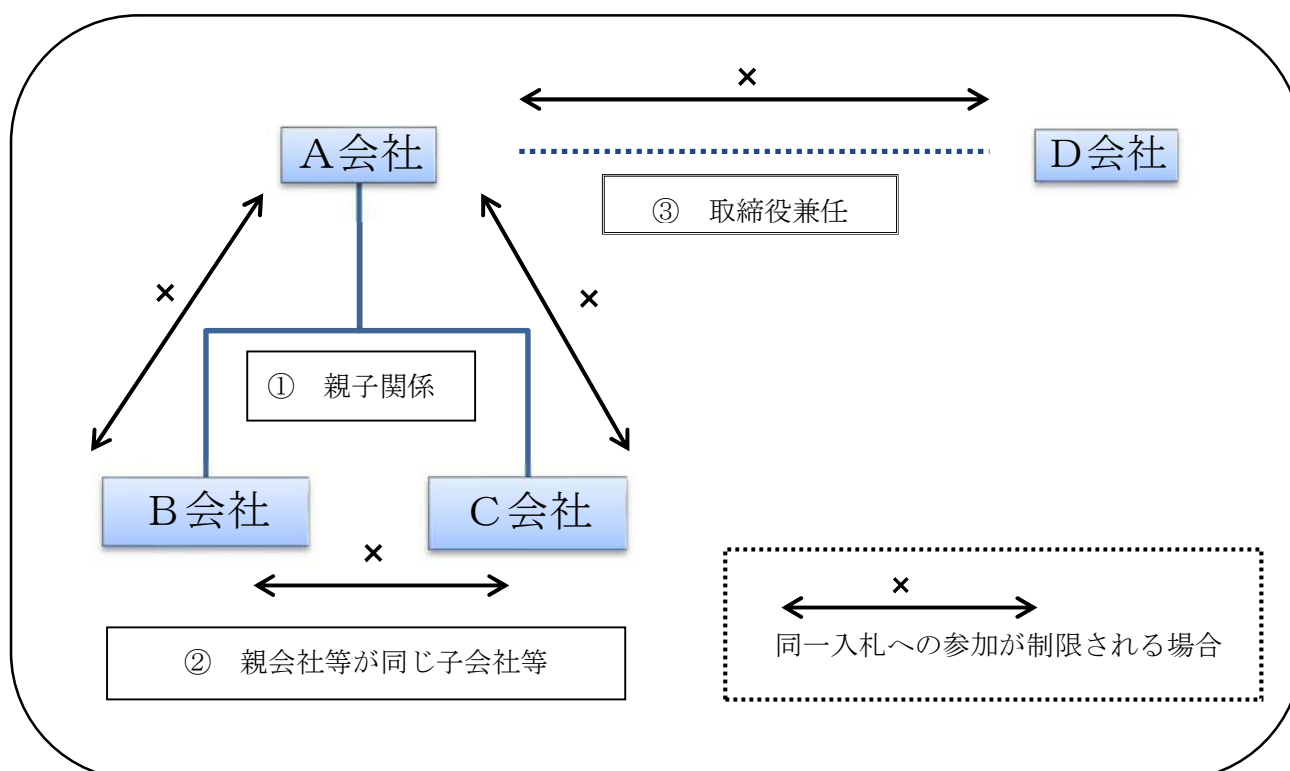 ×
Ａ会社
Ｄ会社
③　取締役兼任
×
×
①　親子関係
Ｂ会社
Ｃ会社
×
②　親会社等が同じ子会社等
×
同一入札への参加が制限される場合